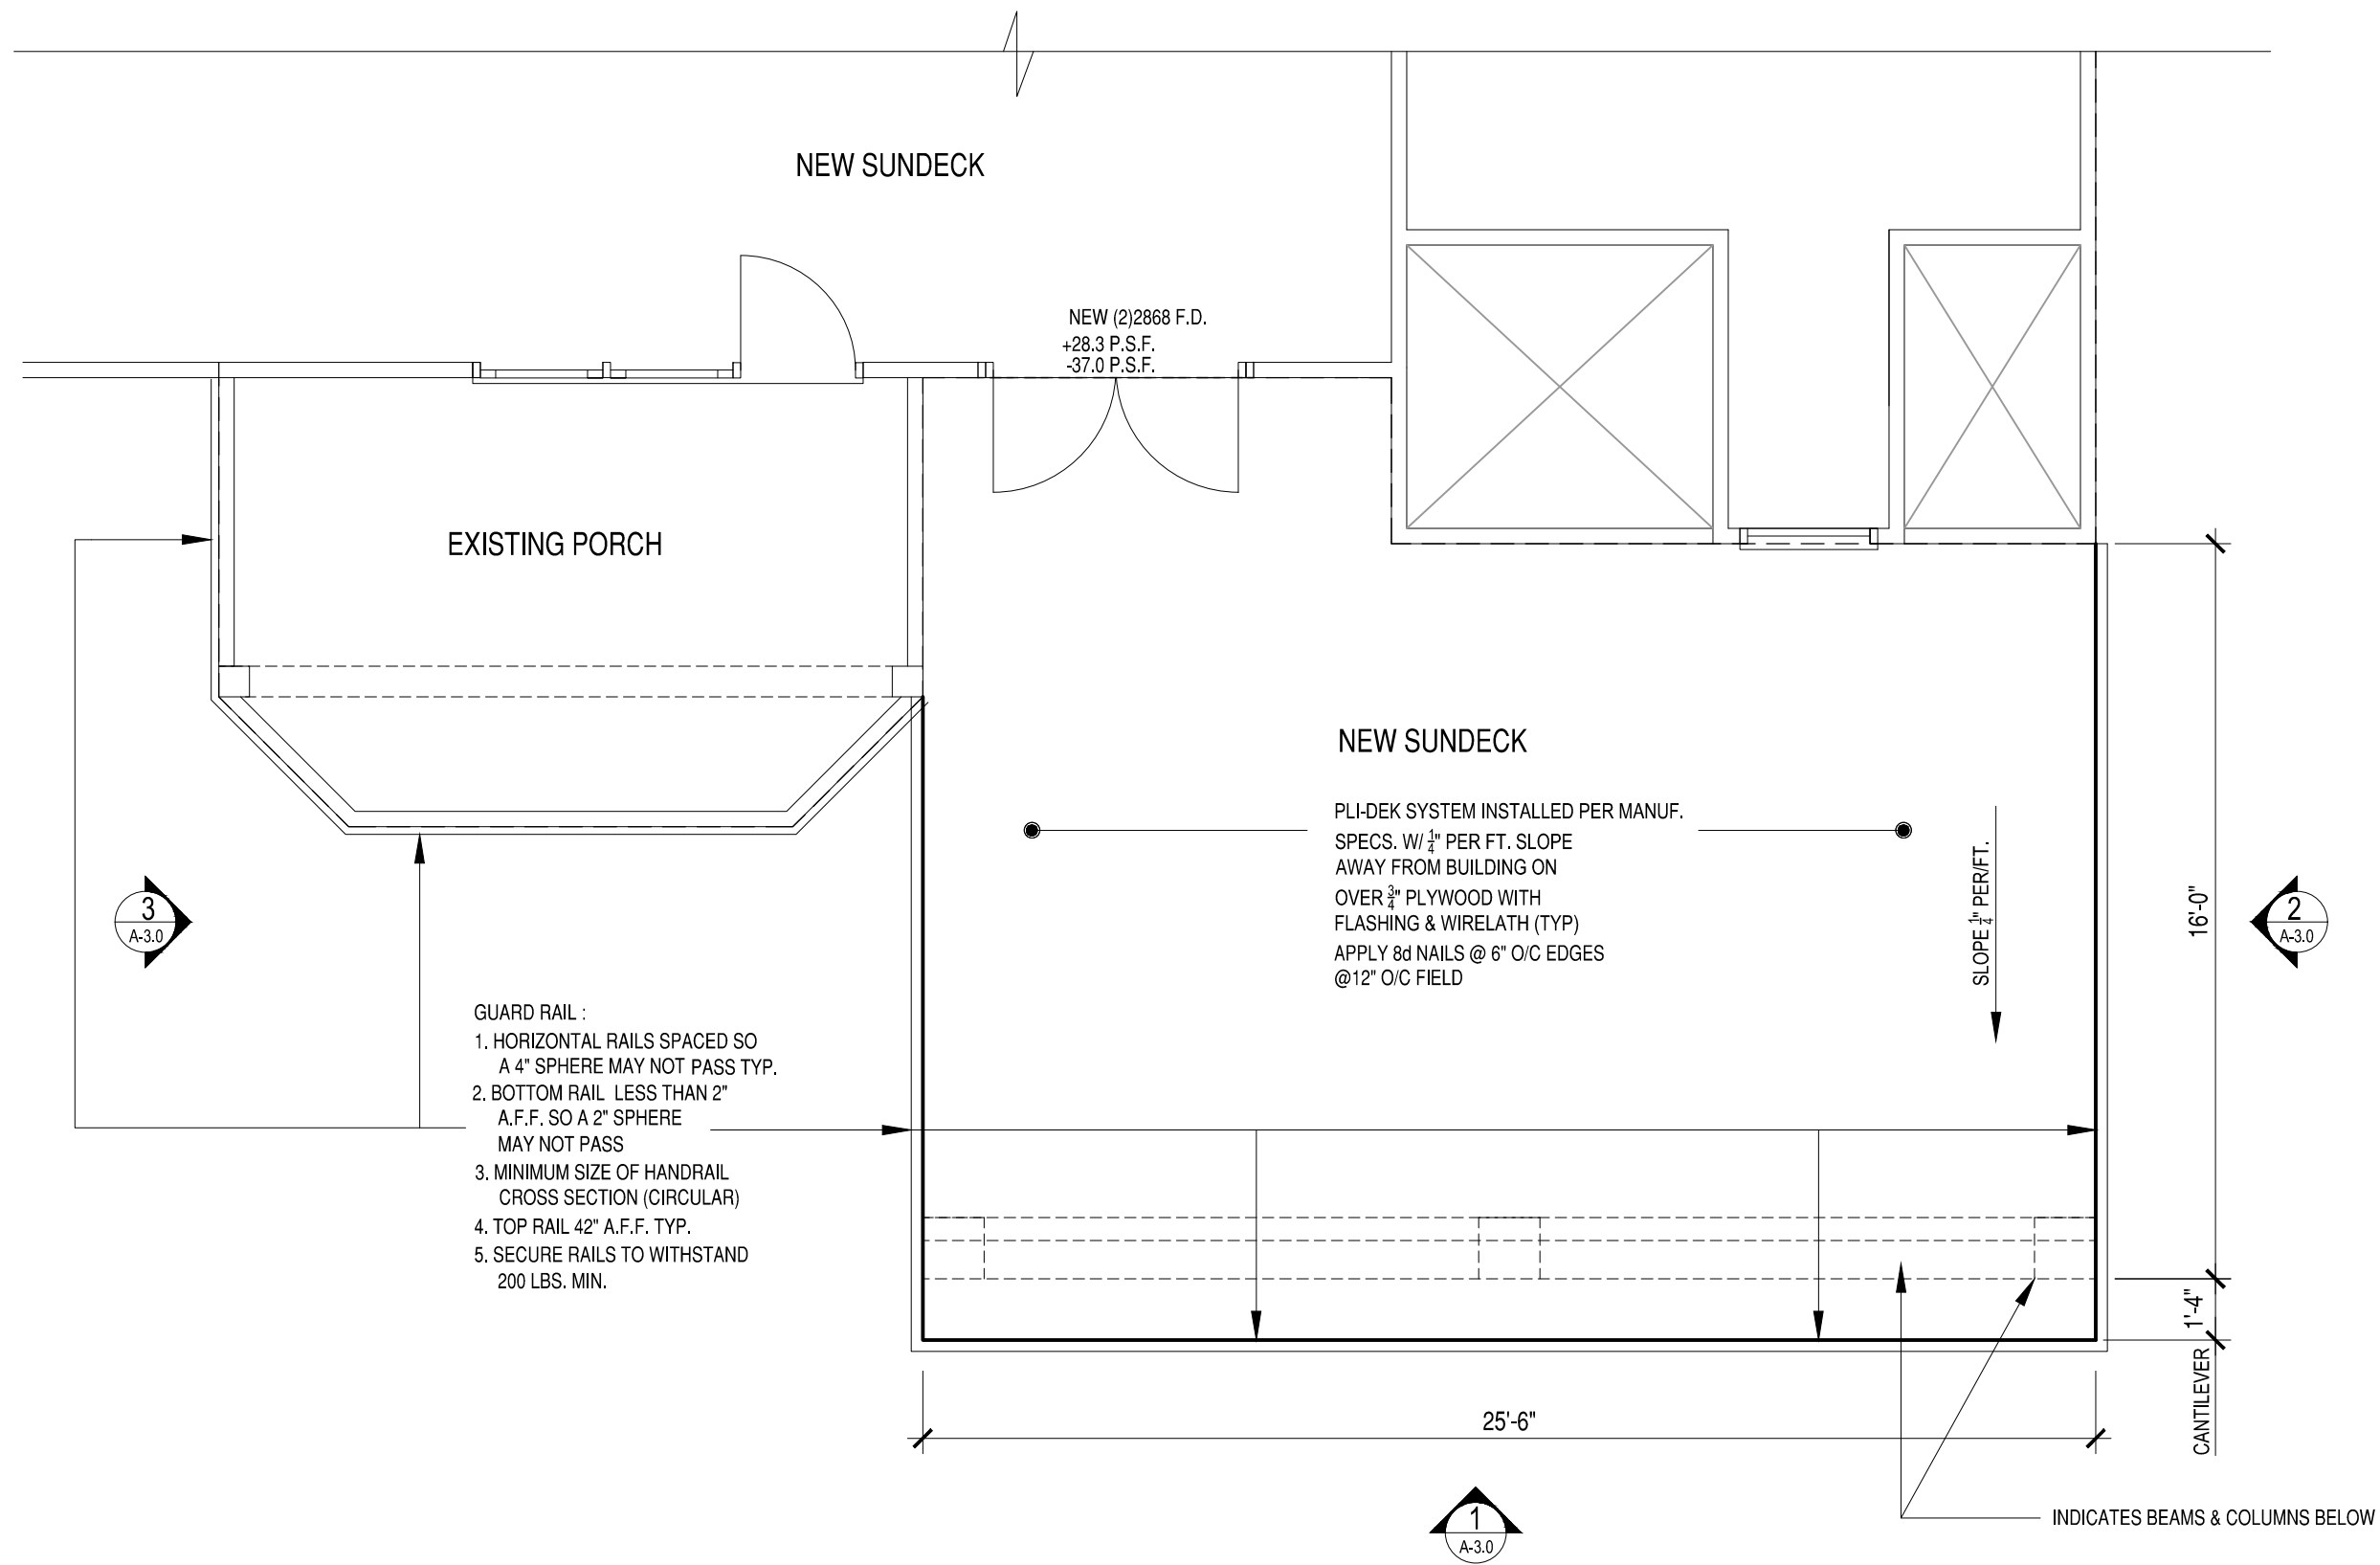 NEW SUNDECK
NEW (2)2868 F.D.
+28.3 P.S.F.
-37.0 P.S.F.
EXISTING PORCH
NEW SUNDECK
PLI-DEK SYSTEM INSTALLED PER MANUF.
SPECS. W/ 1/4" PER FT. SLOPE
AWAY FROM BUILDING ON
OVER 3/4" PLYWOOD WITH
FLASHING & WIRELATH (TYP)
APPLY 8d NAILS @ 6" O/C EDGES
@12" O/C FIELD
SLOPE 1/4" PER/FT.
16'-0"
2
A-3.0
3
A-3.0
GUARD RAIL :
1. HORIZONTAL RAILS SPACED SO
A 4" SPHERE MAY NOT PASS TYP.
2. BOTTOM RAIL LESS THAN 2"
A.F.F. SO A 2" SPHERE
MAY NOT PASS
3. MINIMUM SIZE OF HANDRAIL
CROSS SECTION (CIRCULAR)
4. TOP RAIL 42" A.F.F. TYP.
5. SECURE RAILS TO WITHSTAND
200 LBS. MIN.
1'-4"
CANTILEVER
25'-6"
1
A-3.0
INDICATES BEAMS & COLUMNS BELOW